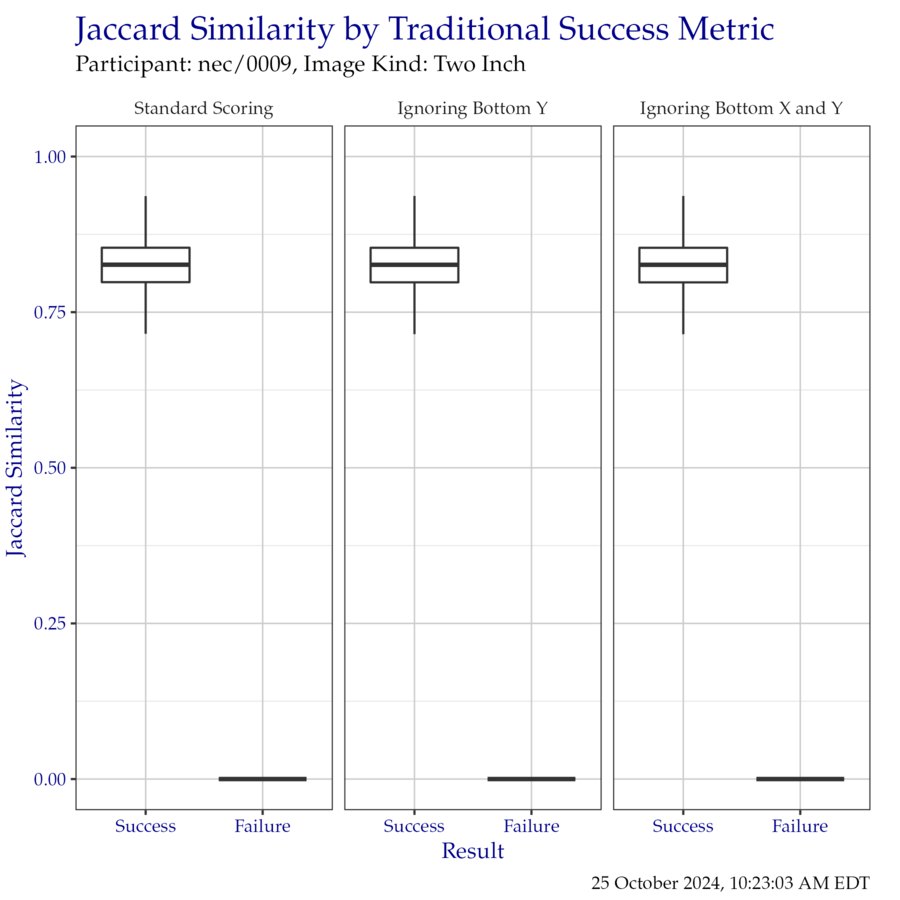 Jaccard Similarity by Traditional Success Metric
Participant: nec/0009, Image Kind: Two Inch
Standard Scoring
Ignoring Bottom Y
Ignoring Bottom X and Y
Jaccard Similarity
1.00
0.75
0.50
0.25
0.00
Success Failure
Success Failure
Success Failure
Result
25 October 2024, 10:23:03 AM EDT